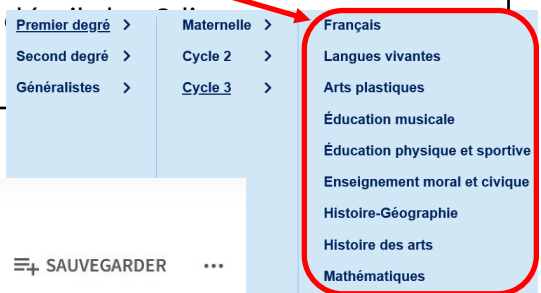 Premier degré >
Second degré >
Généralistes >
Maternelle >
Cycle 2 >
Cycle 3 >
Français
Langues vivantes
Arts plastiques
Éducation musicale
Éducation physique et sportive
Enseignement moral et civique
Histoire-Géographie
Histoire des arts
Mathématiques
SAUVEGARDER ...